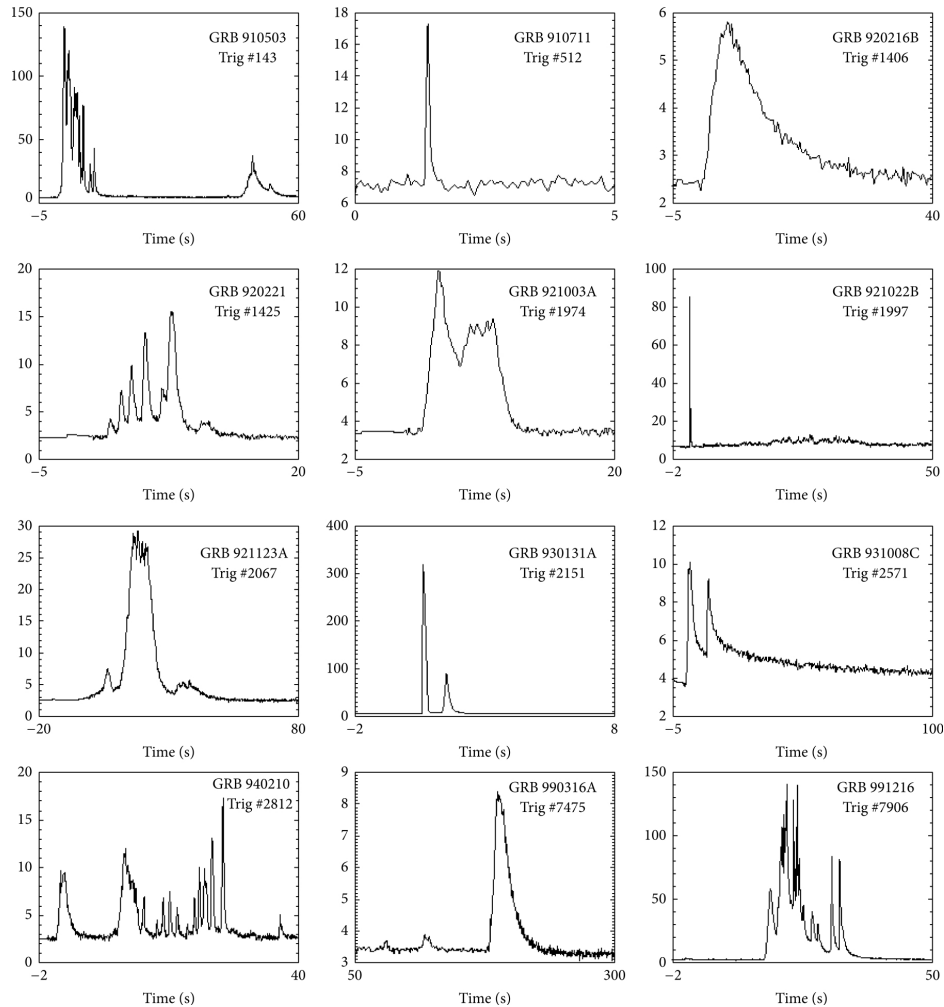 150
100
50
0
−5
60
GRB 910503
Trig #143
Time (s)
18
16
14
12
10
8
6
0
5
GRB 910711
Trig #512
Time (s)
6
5
4
3
2
−5
40
GRB 920216B
Trig #1406
Time (s)
20
15
10
5
0
−5
20
GRB 920221
Trig #1425
Time (s)
12
10
8
6
4
2
−5
20
GRB 921003A
Trig #1974
Time (s)
100
80
60
40
20
0
−2
50
GRB 921022B
Trig #1997
Time (s)
30
25
20
15
10
5
0
−20
80
GRB 921123A
Trig #2067
Time (s)
400
300
200
100
0
−2
8
GRB 930131A
Trig #2151
Time (s)
12
10
8
6
4
2
−5
100
GRB 931008C
Trig #2571
Time (s)
20
15
10
5
0
−2
40
GRB 940210
Trig #2812
Time (s)
9
8
7
6
5
4
3
50
300
GRB 990316A
Trig #7475
Time (s)
150
100
50
0
−2
50
GRB 991216
Trig #7906
Time (s)